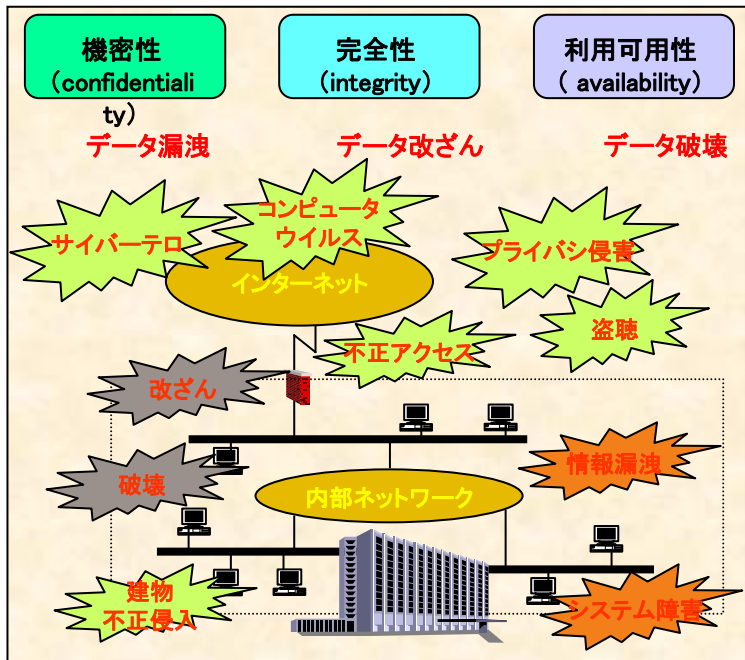 機密性
（confidentiali
ty）
完全性
（integrity）
利用可用性
（ availability）
データ漏洩
データ改ざん
データ破壊
サイバーテロ
コンピュータ
ウイルス
プライバシ侵害
インターネット
盗聴
不正アクセス
改ざん
情報漏洩
破壊
内部ネットワーク
建物
不正侵入
システム障害